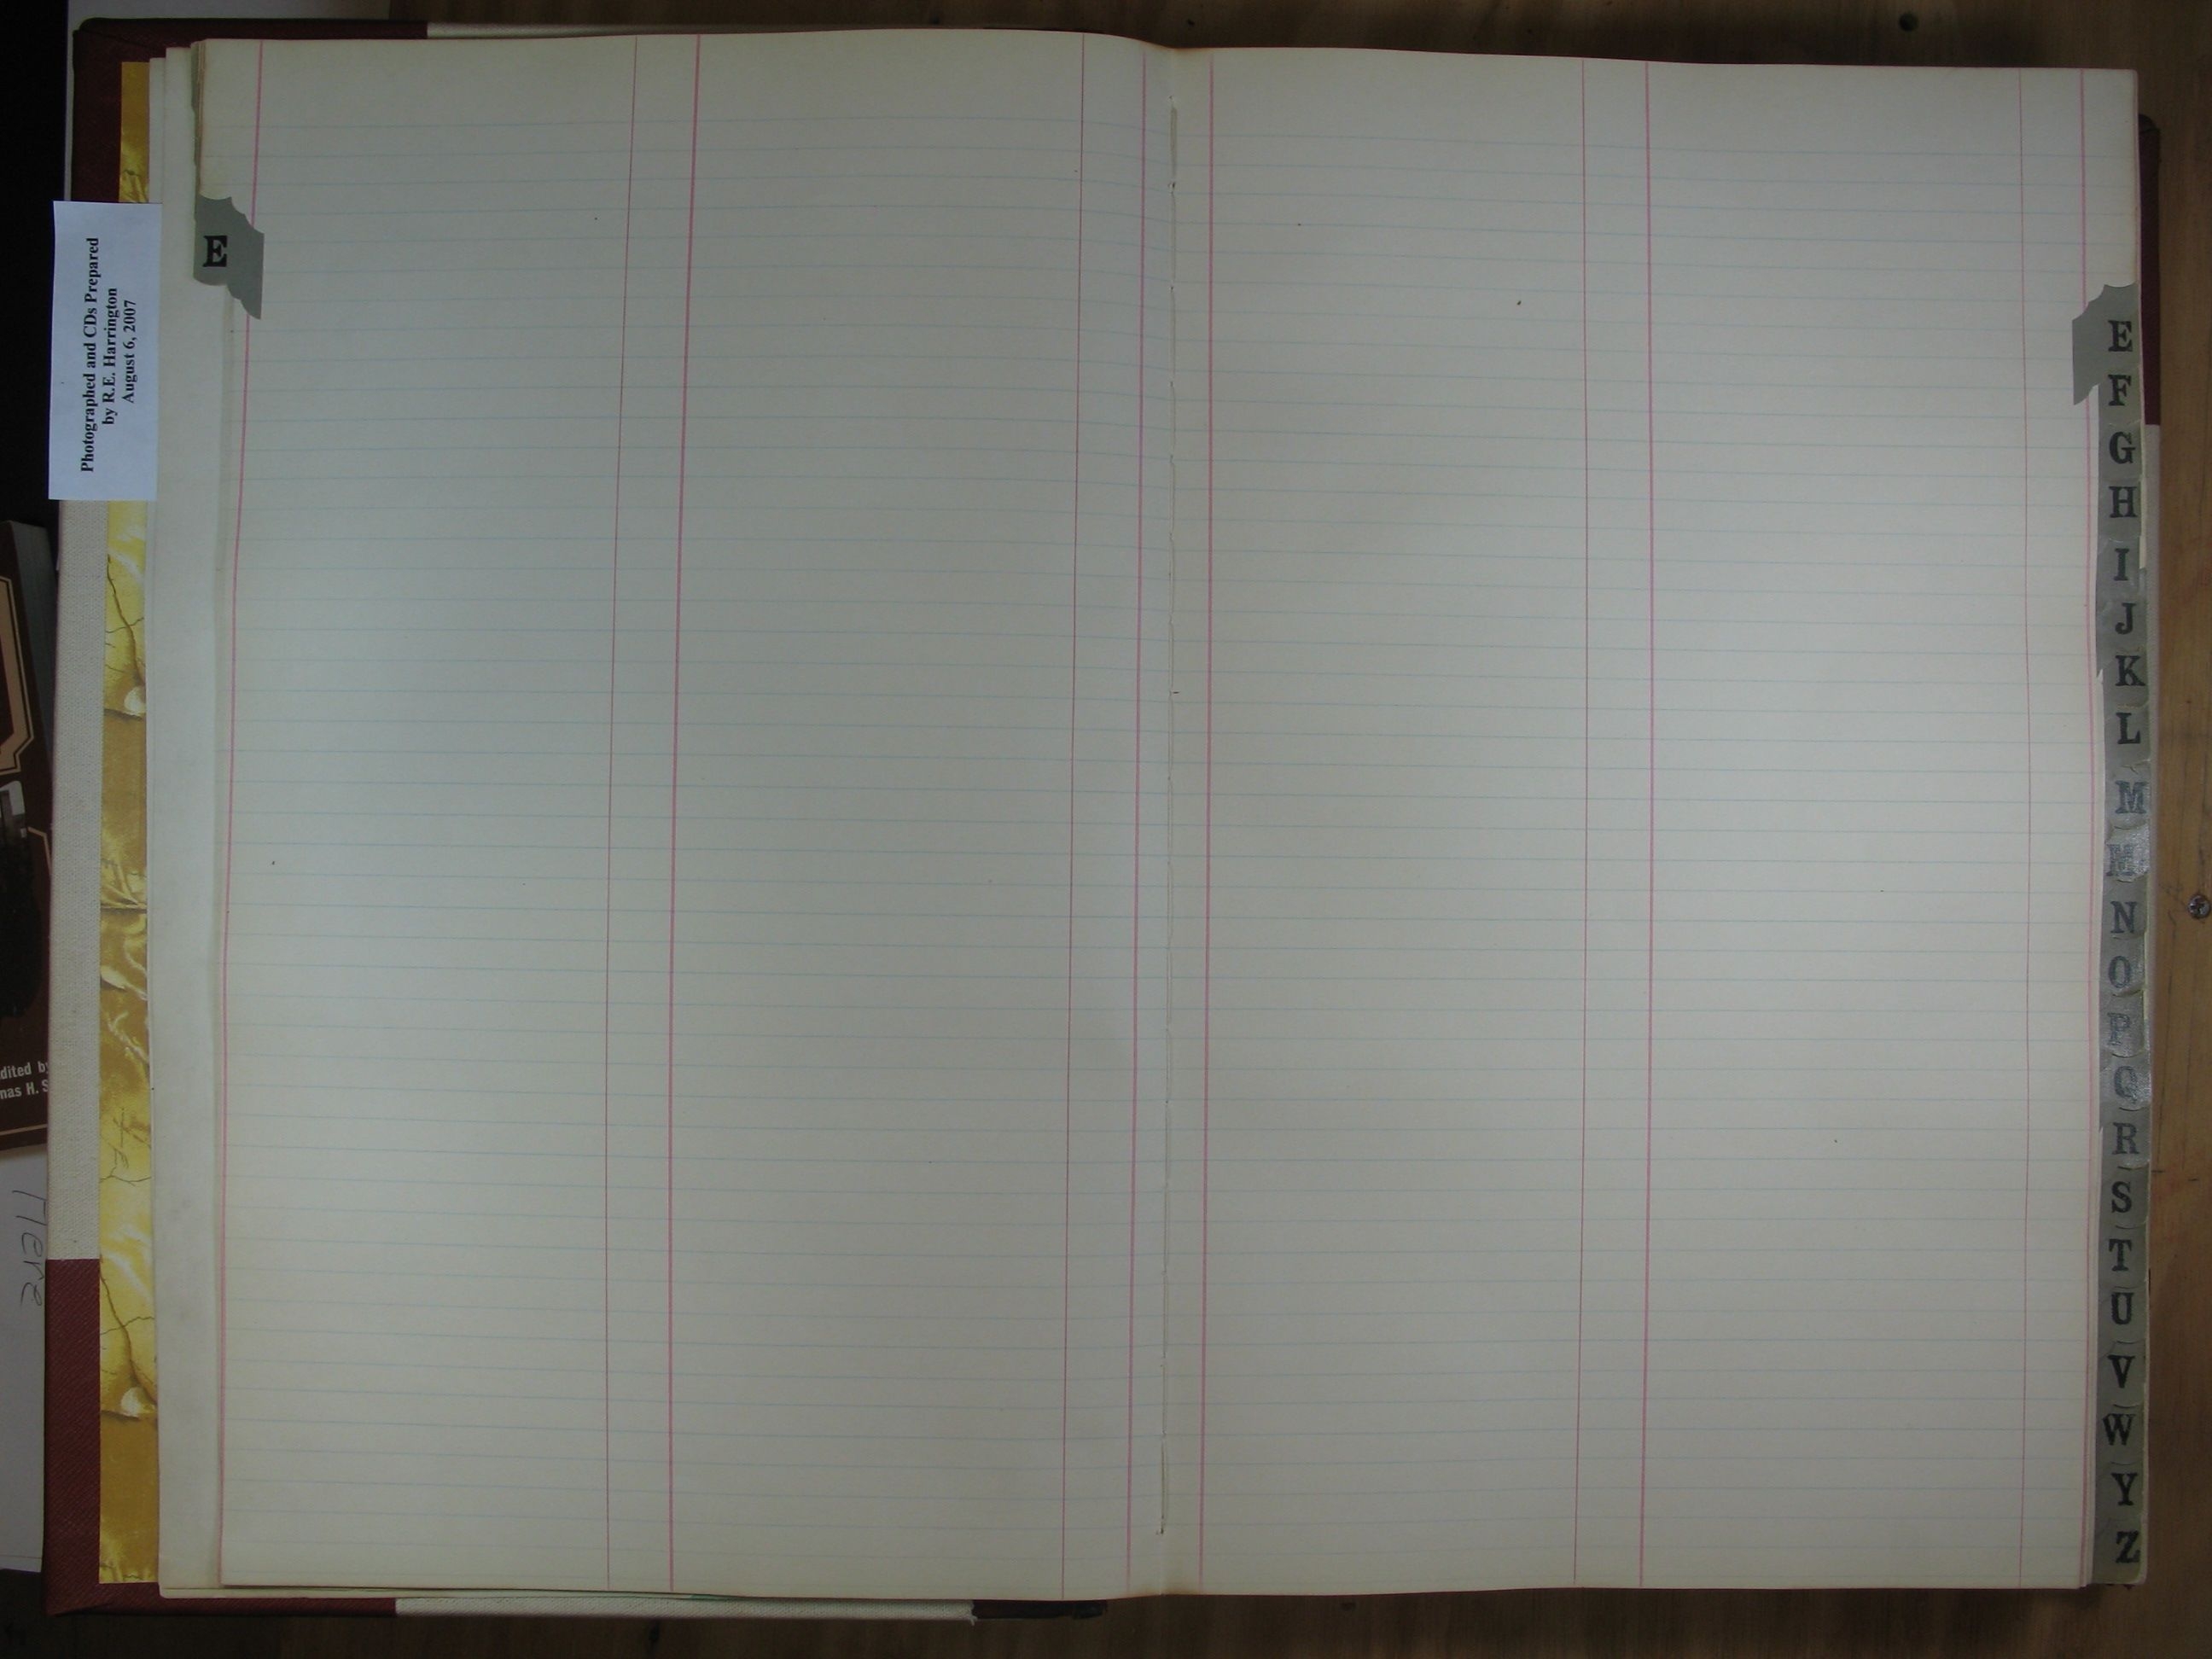 E
Photographed and CDs Prepared
by R.E. Harrington
August 6, 2007
dited by
mas H. S
Here
E
F
G
H
I
J
K
L
M
M
N
O
P
Q
R
S
T
U
V
W
Y
Z